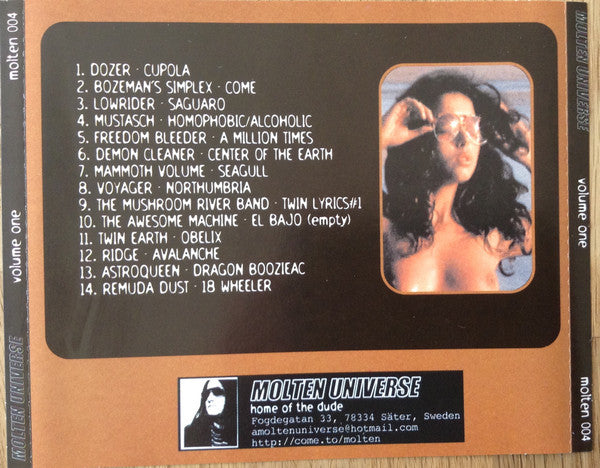 molten 004
volume one
MOLTEN UNIVERSE
1. DOZER · CUPOLA
2. BOZEMAN'S SIMPLEX · COME
3. LOWRIDER · SAGUARO
4. MUSTASCH · HOMOPHOBIC/ALCOHOLIC
5. FREEDOM BLEEDER · A MILLION TIMES
6. DEMON CLEANER · CENTER OF THE EARTH
7. MAMMOTH VOLUME · SEAGULL
8. VOYAGER · NORTHUMBRIA
9. THE MUSHROOM RIVER BAND · TWIN LYRICS#1
10. THE AWESOME MACHINE · EL BAJO (empty)
11. TWIN EARTH · OBELIX
12. RIDGE · AVALANCHE
13. ASTROQUEEN · DRAGON BOOZIEAC
14. REMUDA DUST · 18 WHEELER
MOLTEN UNIVERSE
home of the dude
Fogdegatan 33, 78334 Säter, Sweden
amoltenuniverse@hotmail.com
http://come.to/molten
MOLTEN UNIVERSE
volume one
molten 004